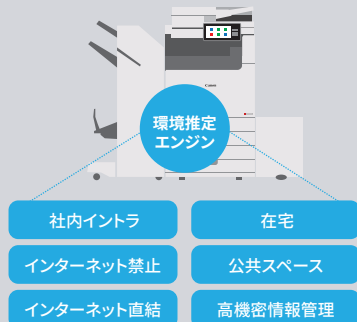 Canon
環境推定
エンジン
社内イントラ
在宅
インターネット禁止
公共スペース
インターネット直結
高機密情報管理